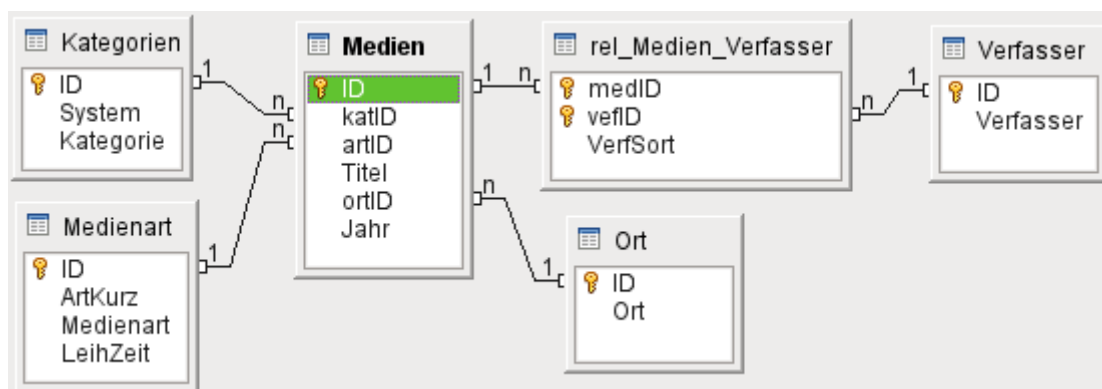 Kategorien
ID
System
Kategorie
1
n
n
Medien
ID
katID
artID
Titel
ortID
Jahr
1
n
n
rel_Medien_Verfasser
medID
vefID
VerfSort
n
1
Verfasser
ID
Verfasser
Medienart
ID
ArtKurz
Medienart
LeihZeit
1
1
Ort
ID
Ort